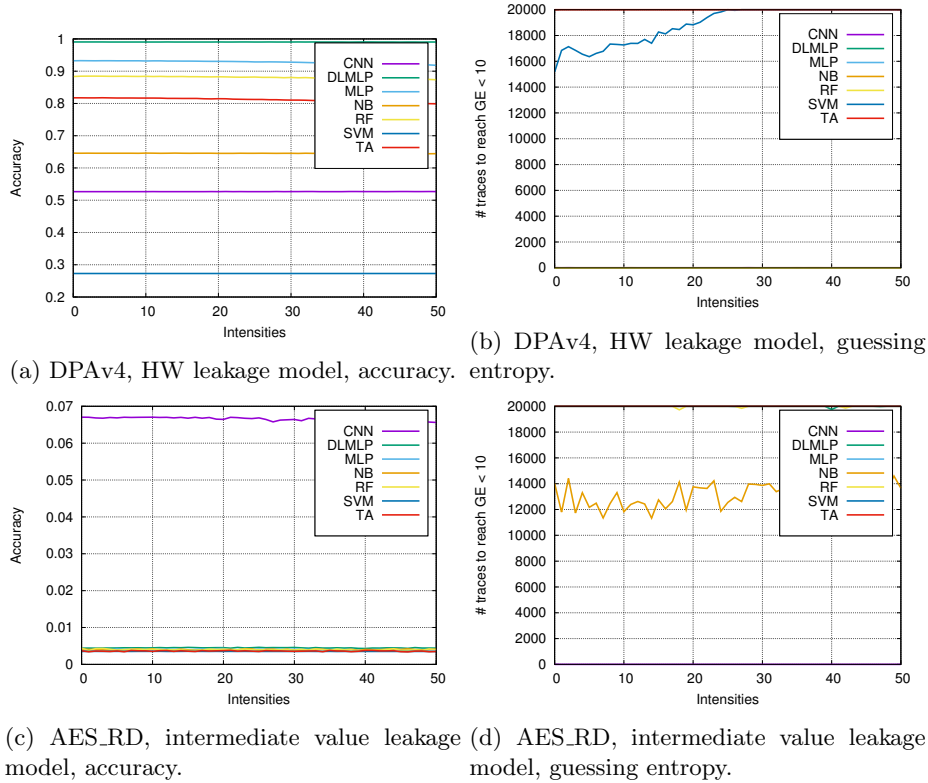 1
0.9
0.8
0.7
0.6
0.5
0.4
0.3
0.2
Accuracy
0 10 20 30 40 50
Intensities
CNN
DLMLP
MLP
NB
RF
SVM
TA
20000
18000
16000
14000
12000
10000
8000
6000
4000
2000
0
# traces to reach GE < 10
0 10 20 30 40 50
Intensities
CNN
DLMLP
MLP
NB
RF
SVM
TA
(a) DPAv4, HW leakage model, accuracy.
(b) DPAv4, HW leakage model, guessing
entropy.
0.07
0.06
0.05
0.04
0.03
0.02
0.01
0
Accuracy
0 10 20 30 40 50
Intensities
CNN
DLMLP
MLP
NB
RF
SVM
TA
20000
18000
16000
14000
12000
10000
8000
6000
4000
2000
0
# traces to reach GE < 10
0 10 20 30 40 50
Intensities
CNN
DLMLP
MLP
NB
RF
SVM
TA
(c) AES_RD, intermediate value leakage
model, accuracy.
(d) AES_RD, intermediate value leakage
model, guessing entropy.